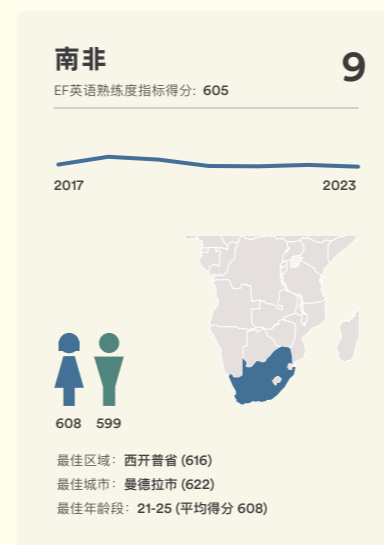 南非 9
EF英语熟练度指标得分: 605
2017 2023
608 599
最佳区域: 西开普省 (616)
最佳城市: 曼德拉市 (622)
最佳年龄段: 21-25 (平均得分 608)